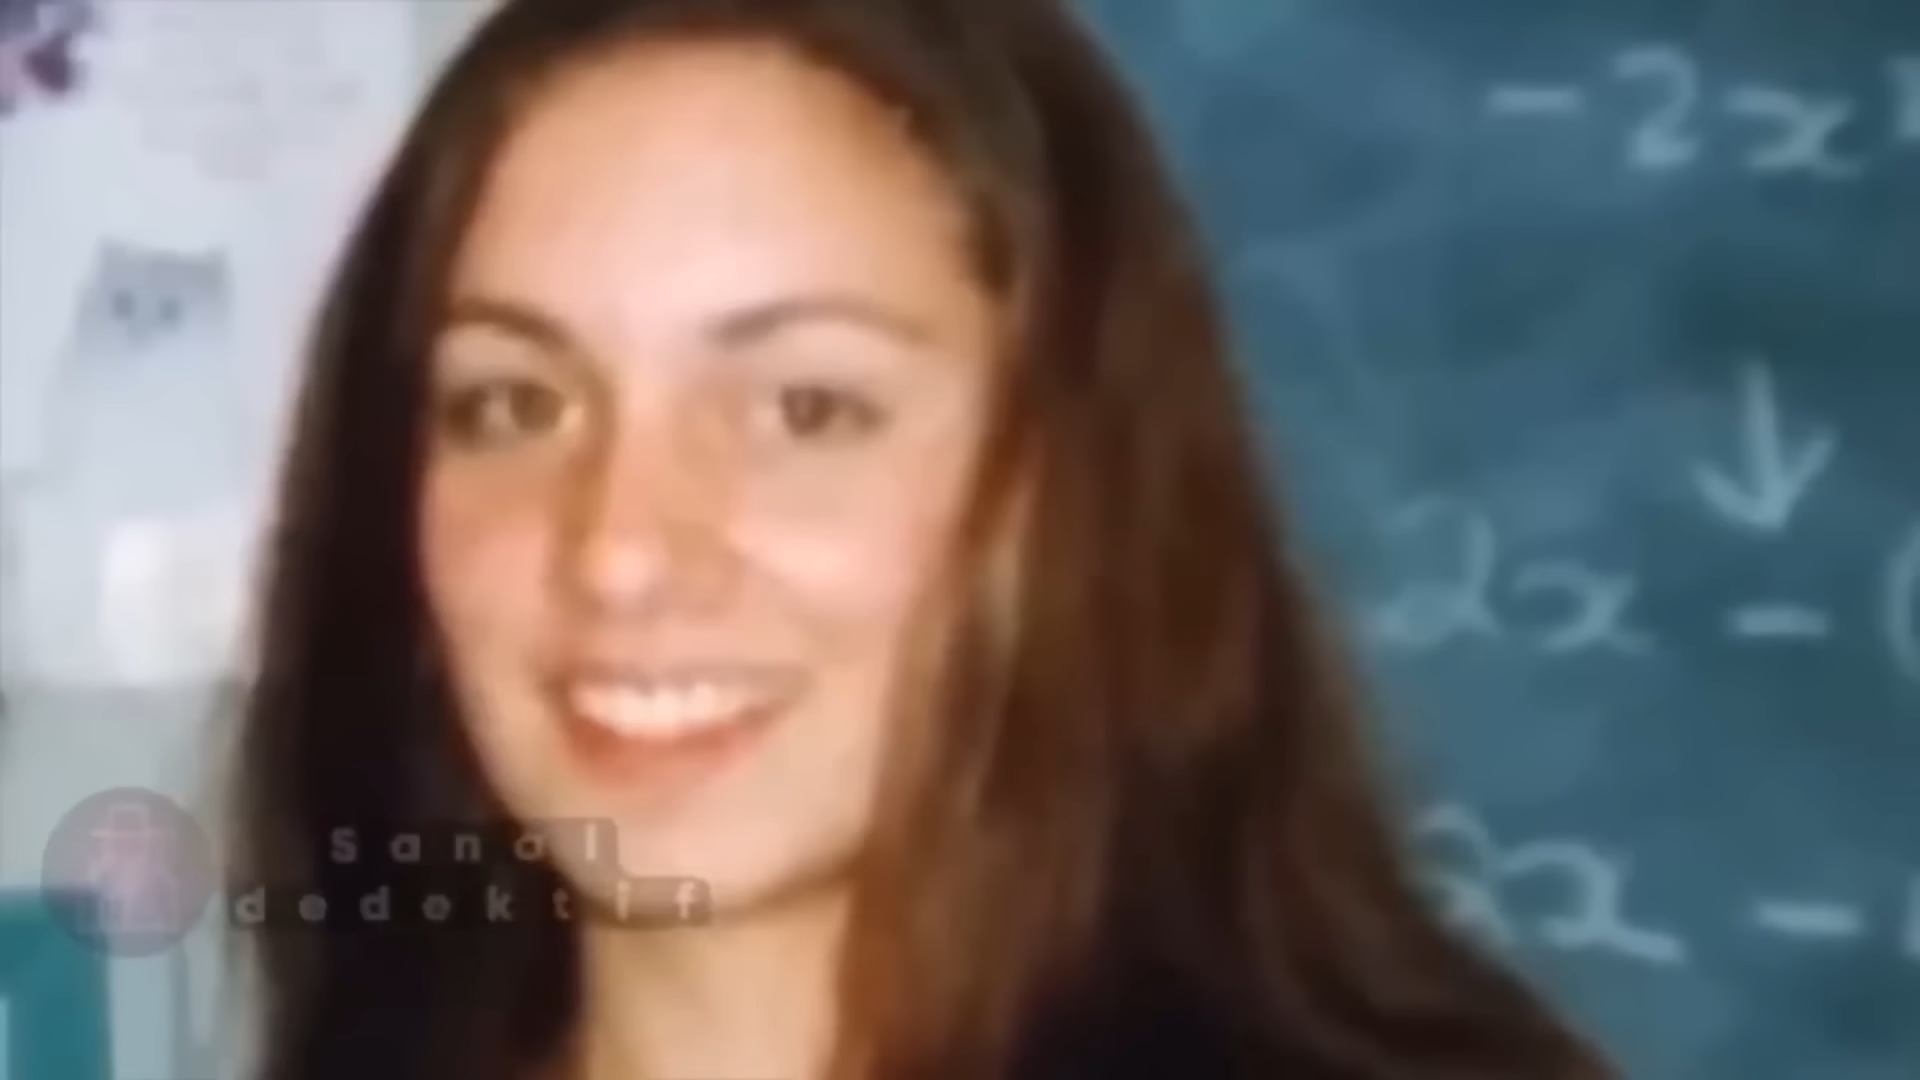 -2x
2x - (
Sanal
dedektif